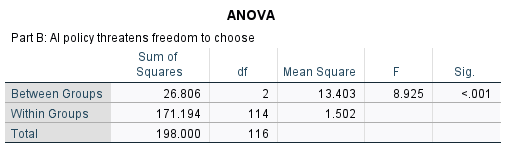 ANOVA
Part B: AI policy threatens freedom to choose
Sum of Squares df Mean Square F Sig.
Between Groups 26.806 2 13.403 8.925 <.001
Within Groups 171.194 114 1.502
Total 198.000 116